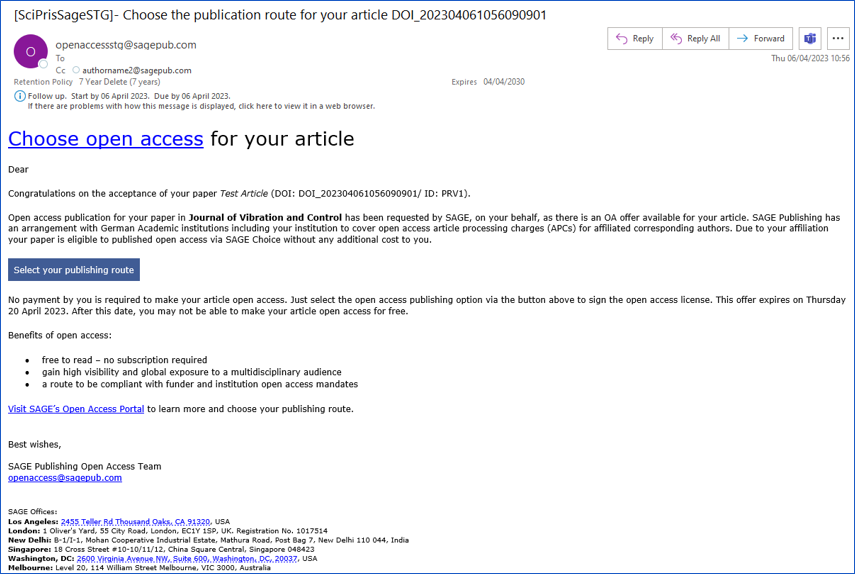 [SciPrisSageSTG]- Choose the publication route for your article DOI_202304061056090901
O
openaccessstg@sagepub.com
To
Cc authorname2@sagepub.com
Reply
Reply All
Forward
Thu 06/04/2023 10:56
Retention Policy 7 Year Delete (7 years)
Expires 04/04/2030
Follow up. Start by 06 April 2023. Due by 06 April 2023.
If there are problems with how this message is displayed, click here to view it in a web browser.
Choose open access for your article
Dear
Congratulations on the acceptance of your paper Test Article (DOI: DOI_202304061056090901/ ID: PRV1).
Open access publication for your paper in Journal of Vibration and Control has been requested by SAGE, on your behalf, as there is an OA offer available for your article. SAGE Publishing has
an arrangement with German Academic institutions including your institution to cover open access article processing charges (APCs) for affiliated corresponding authors. Due to your affiliation
your paper is eligible to published open access via SAGE Choice without any additional cost to you.
Select your publishing route
No payment by you is required to make your article open access. Just select the open access publishing option via the button above to sign the open access license. This offer expires on Thursday
20 April 2023. After this date, you may not be able to make your article open access for free.
Benefits of open access:
• free to read – no subscription required
• gain high visibility and global exposure to a multidisciplinary audience
• a route to be compliant with funder and institution open access mandates
Visit SAGE's Open Access Portal to learn more and choose your publishing route.
Best wishes,
SAGE Publishing Open Access Team
openaccess@sagepub.com
SAGE Offices:
Los Angeles: 2455 Teller Rd Thousand Oaks, CA 91320, USA
London: 1 Oliver's Yard, 55 City Road, London, EC1Y 1SP, UK. Registration No. 1017514
New Delhi: B-1/I-1, Mohan Cooperative Industrial Estate, Mathura Road, Post Bag 7, New Delhi 110 044, India
Singapore: 18 Cross Street #10-10/11/12, China Square Central, Singapore 048423
Washington, DC: 2600 Virginia Avenue NW, Suite 600, Washington, DC, 20037, USA
Melbourne: Level 20, 114 William Street Melbourne, VIC 3000, Australia